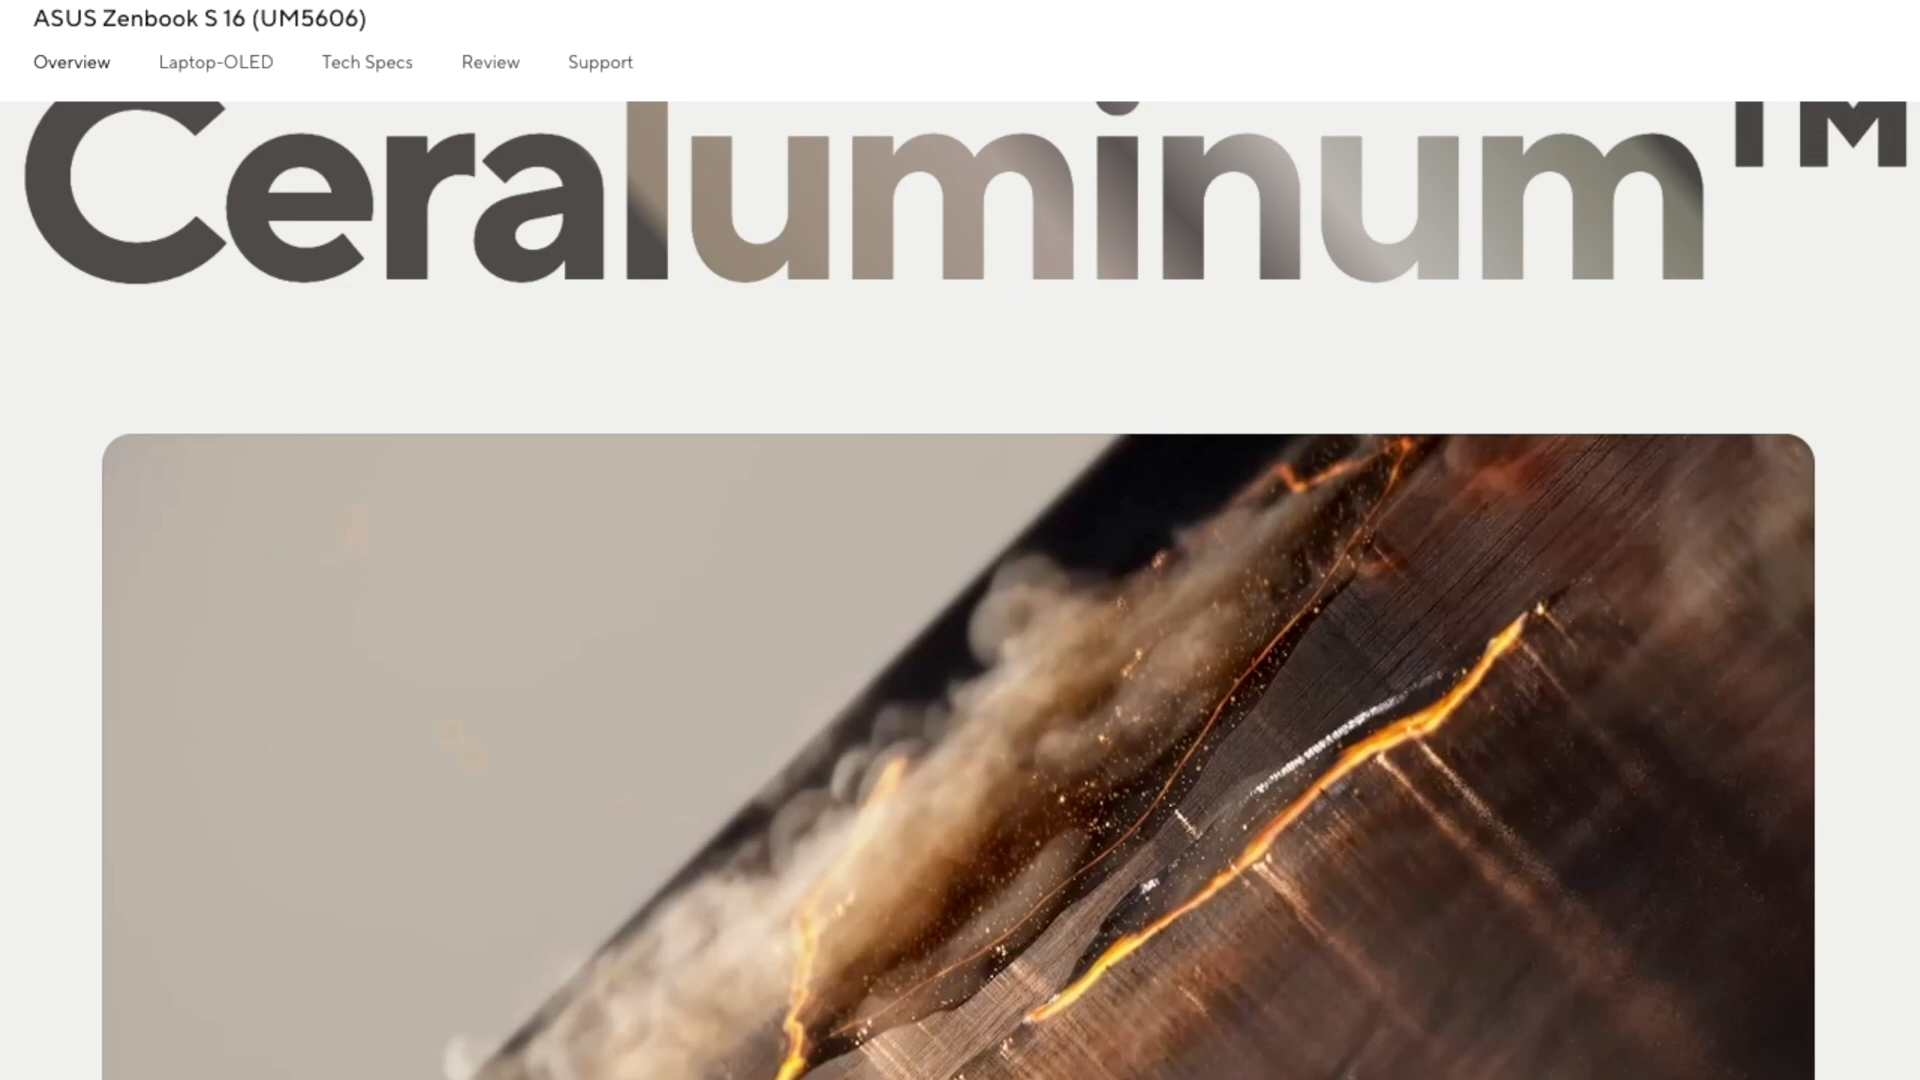 ASUS Zenbook S 16 (UM5606)
Overview Laptop-OLED Tech Specs Review Support
Ceraluminum™